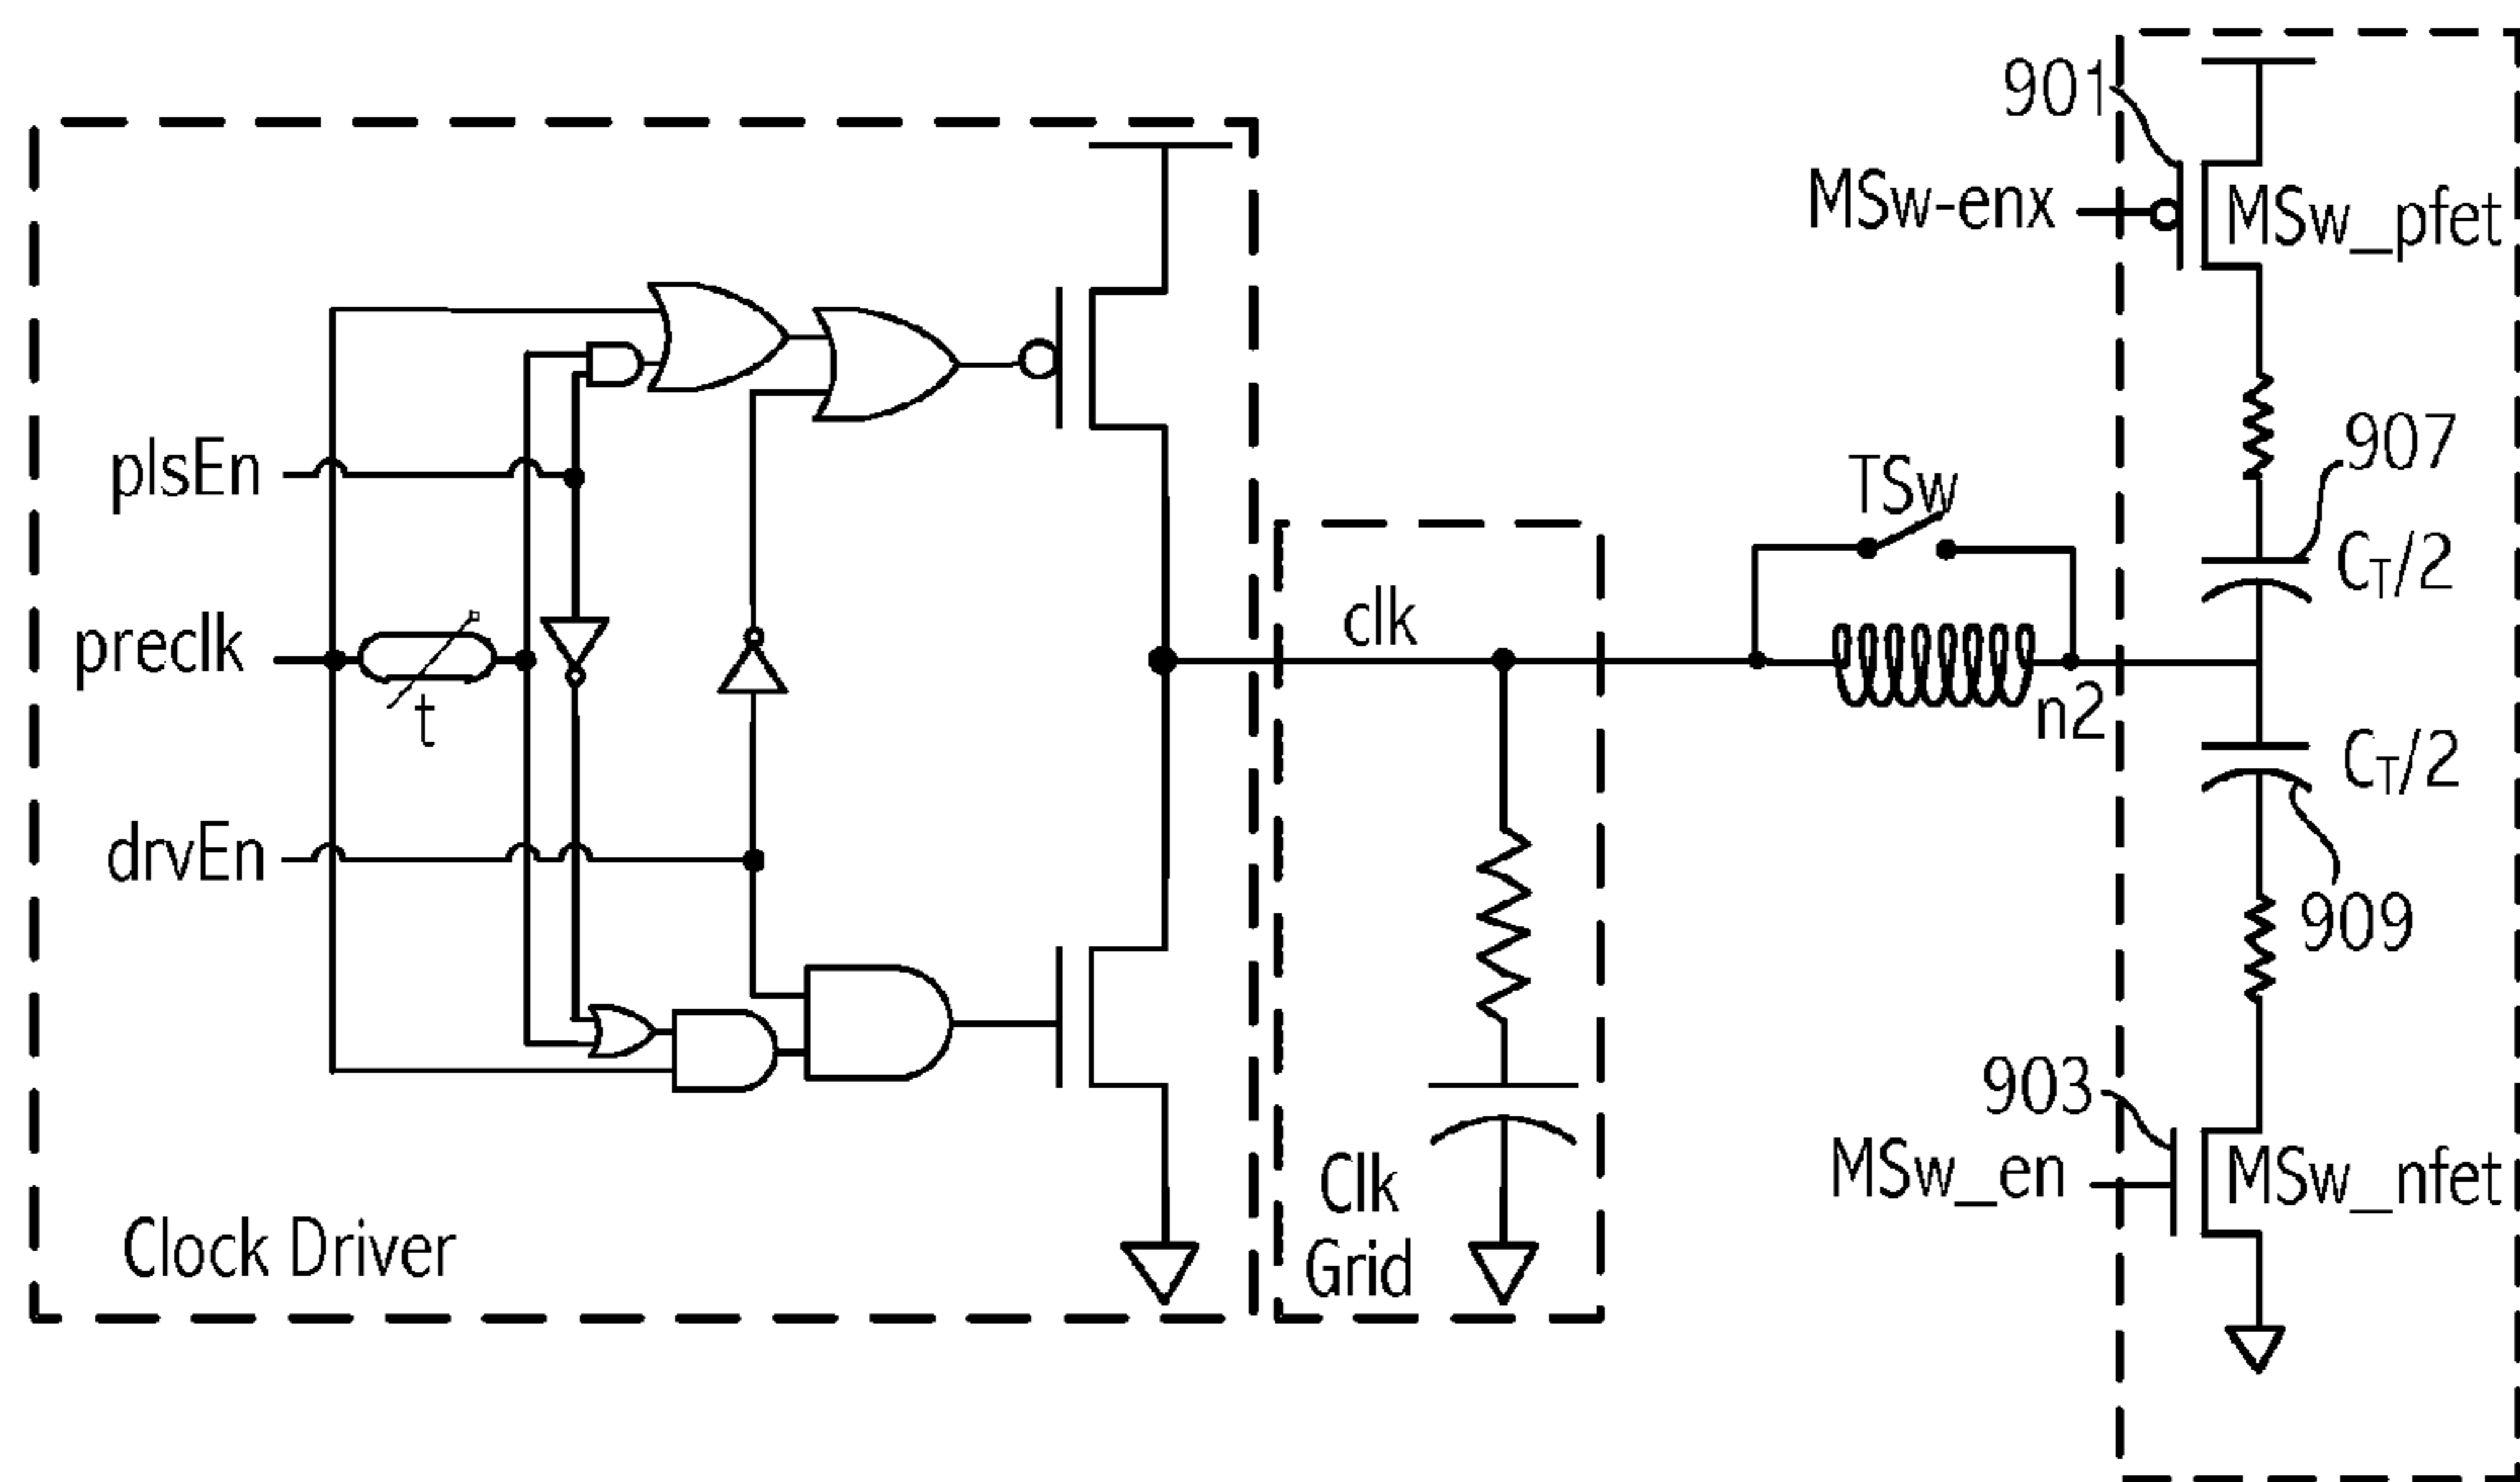 901
MSw-enx
MSw_pfet
907
plsEn
TSw
CT/2
clk
preclk
t
n2
CT/2
drvEn
909
903
MSw_en
MSw_nfet
Clk
Grid
Clock Driver